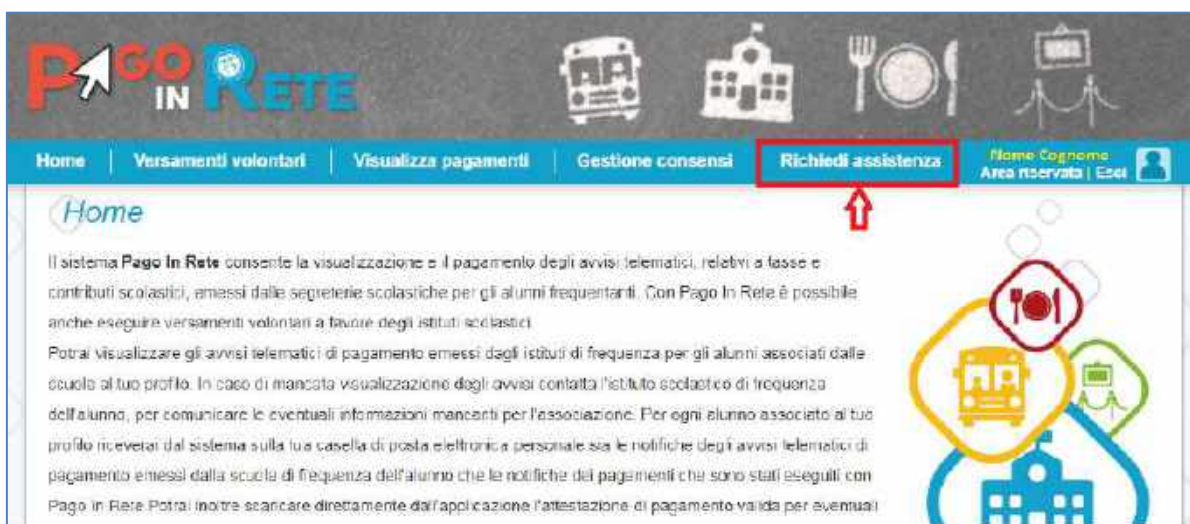 PAGO
IN RETE
Home Versamenti volontari Visualizza pagamenti Gestione consensi Richiedi assistenza Nome Cognome
Area riservata | Esci
Home
Il sistema Pago In Rete consente la visualizzazione e il pagamento degli avvisi telematici, relativi a tasse e
contributi scolastici, emessi dalle segreterie scolastiche per gli alunni frequentanti. Con Pago In Rete è possibile
anche eseguire versamenti volontari a favore degli istituti scolastici.
Potrai visualizzare gli avvisi telematici di pagamento emessi dagli istituti di frequenza per gli alunni associati dalle
scuole al tuo profilo. In caso di mancata visualizzazione degli avvisi contatta l'istituto scolastico di frequenza
dell'alunno, per comunicare le eventuali informazioni mancanti per l'associazione. Per ogni alunno associato al tuo
profilo riceverai dal sistema sulla tua casella di posta elettronica personale sia le notifiche degli avvisi telematici di
pagamento emessi dalla scuola di frequenza dell'alunno che le notifiche dei pagamenti che sono stati eseguiti con
Pago In Rete Potrai inoltre scaricare direttamente dall'applicazione l'attestazione di pagamento valida per eventuali